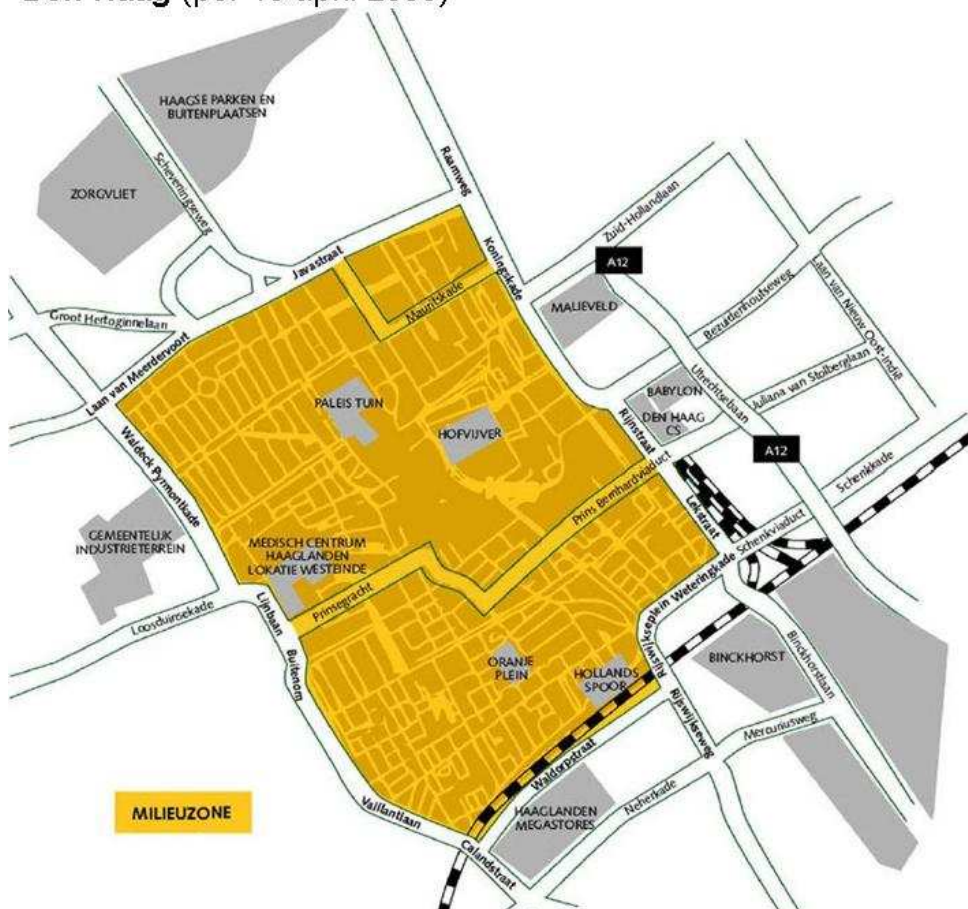 HAAGSE PARKEN EN
BUITENPLAATSEN
ZORGVLIET
Scheveningseweg
Raamweg
Zuid-Hollandlaan
Javastraat
Koningskade
A12
Mauritskade
MALIEVELD
Bezuidenhoutseweg
Laan van Nieuw Oost-Indië
Groot Hertoginnelaan
Laan van Meerdervoort
Utrechtsebaan
Juliana van Stolberglaan
PALEIS TUIN
BABYLON
HOFVIJVER
DEN HAAG
CS
Rijnstraat
A12
Waldeck Pyrmontkade
Prins Bernhardviaduct
Schenkkade
Lekstraat
GEMEENTELIJK
INDUSTRIETERREIN
MEDISCH CENTRUM
HAAGLANDEN
LOKATIE WESTEINDE
Schenkviaduct
Prinsegracht
Weteringkade
Loosduinsekade
Lijnbaan
Buitenom
Rijswijkseplein
Binckhorstlaan
BINCKHORST
ORANJE
PLEIN
HOLLANDS
SPOOR
Rijswijkseweg
Mercuriusweg
Waldorpstraat
MILIEUZONE
Vaillantlaan
Neherkade
HAAGLANDEN
MEGASTORES
Calandstraat